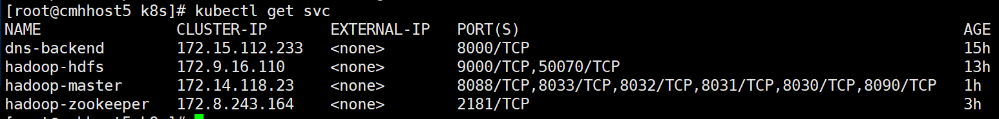 [root@cmhhost5 k8s]# kubectl get svc
NAME CLUSTER-IP EXTERNAL-IP PORT(S) AGE
dns-backend 172.15.112.233 <none> 8000/TCP 15h
hadoop-hdfs 172.9.16.110 <none> 9000/TCP,50070/TCP 13h
hadoop-master 172.14.118.23 <none> 8088/TCP,8033/TCP,8032/TCP,8031/TCP,8030/TCP,8090/TCP 1h
hadoop-zookeeper 172.8.243.164 <none> 2181/TCP 3h
[root@cmhhost5 k8s]#